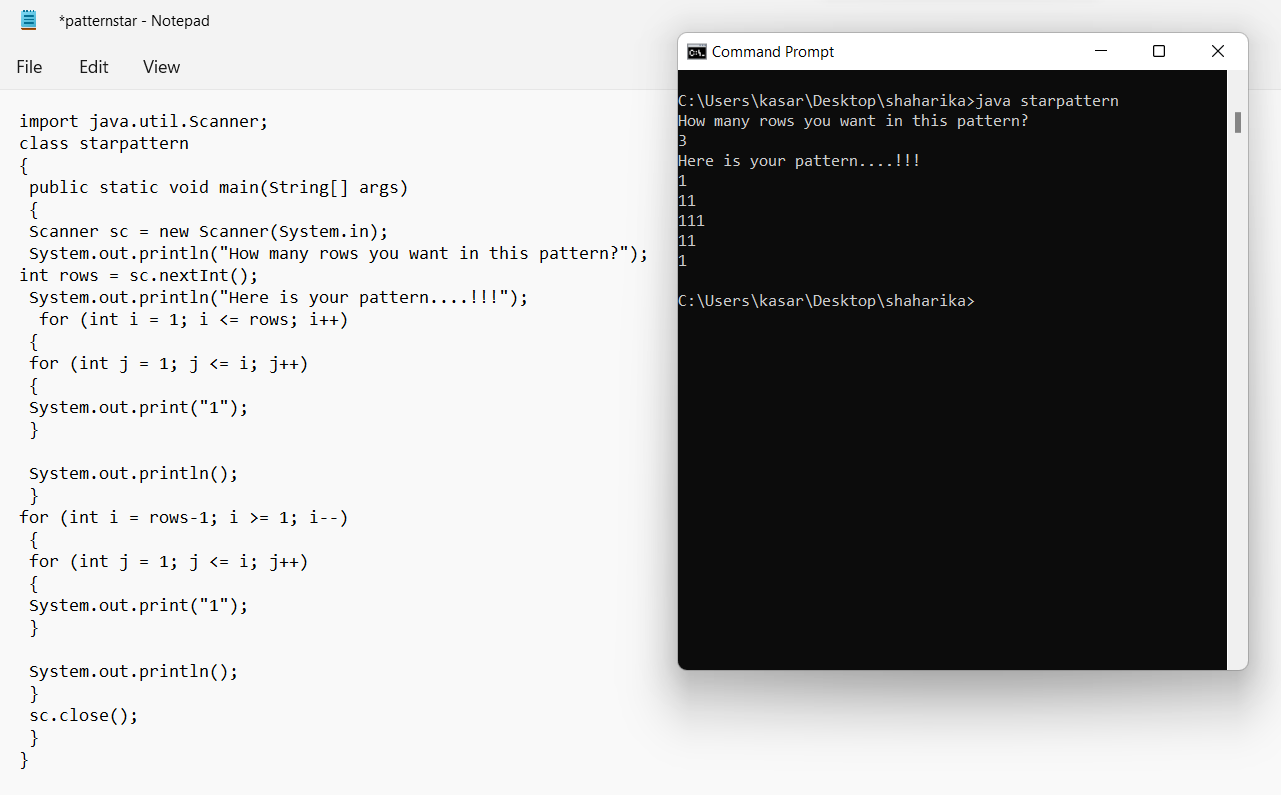 *patternstar - Notepad
File Edit View
import java.util.Scanner;
class starpattern
{
public static void main(String[] args)
{
Scanner sc = new Scanner(System.in);
System.out.println("How many rows you want in this pattern?");
int rows = sc.nextInt();
System.out.println("Here is your pattern....!!!");
for (int i = 1; i <= rows; i++)
{
for (int j = 1; j <= i; j++)
{
System.out.print("1");
}
System.out.println();
}
for (int i = rows-1; i >= 1; i--)
{
for (int j = 1; j <= i; j++)
{
System.out.print("1");
}
System.out.println();
}
sc.close();
}
}
Command Prompt
C:\Users\kasar\Desktop\shaharika>java starpattern
How many rows you want in this pattern?
3
Here is your pattern....!!!
1
11
111
11
1
C:\Users\kasar\Desktop\shaharika>